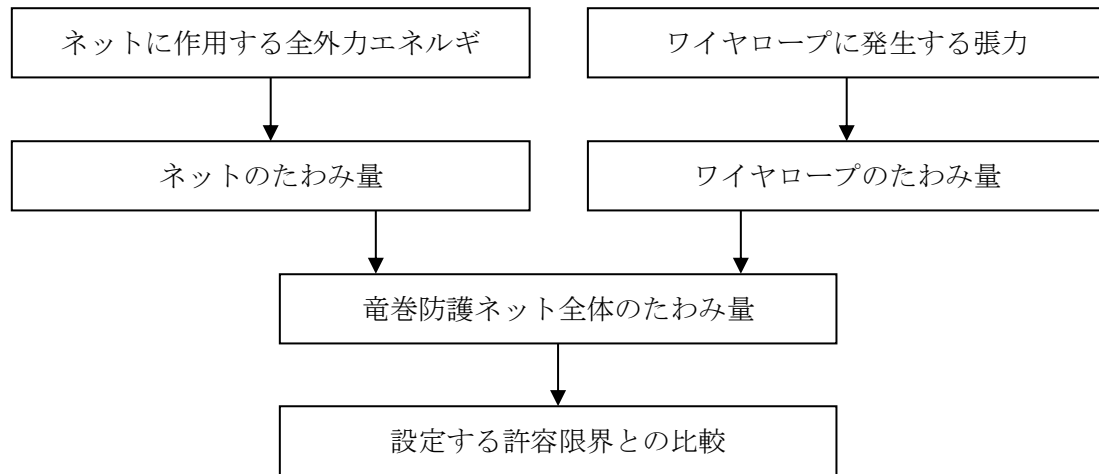 ネットに作用する全外力エネルギ
ワイヤロープに発生する張力
ネットのたわみ量
ワイヤロープのたわみ量
竜巻防護ネット全体のたわみ量
設定する許容限界との比較